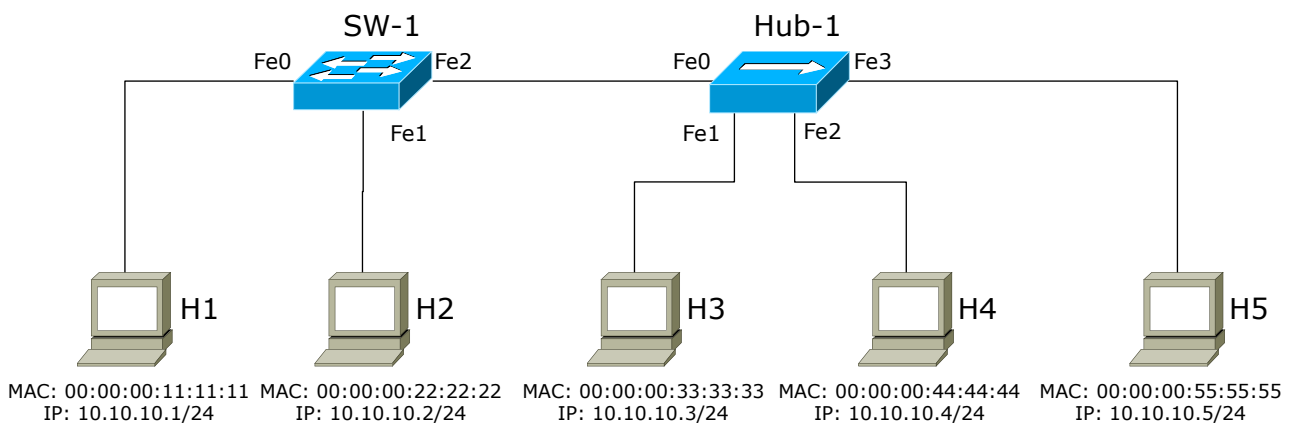 SW-1
Hub-1
Fe0
Fe2
Fe0
Fe3
Fe1
Fe1
Fe2
H1
H2
H3
H4
H5
MAC: 00:00:00:11:11:11
IP: 10.10.10.1/24
MAC: 00:00:00:22:22:22
IP: 10.10.10.2/24
MAC: 00:00:00:33:33:33
IP: 10.10.10.3/24
MAC: 00:00:00:44:44:44
IP: 10.10.10.4/24
MAC: 00:00:00:55:55:55
IP: 10.10.10.5/24